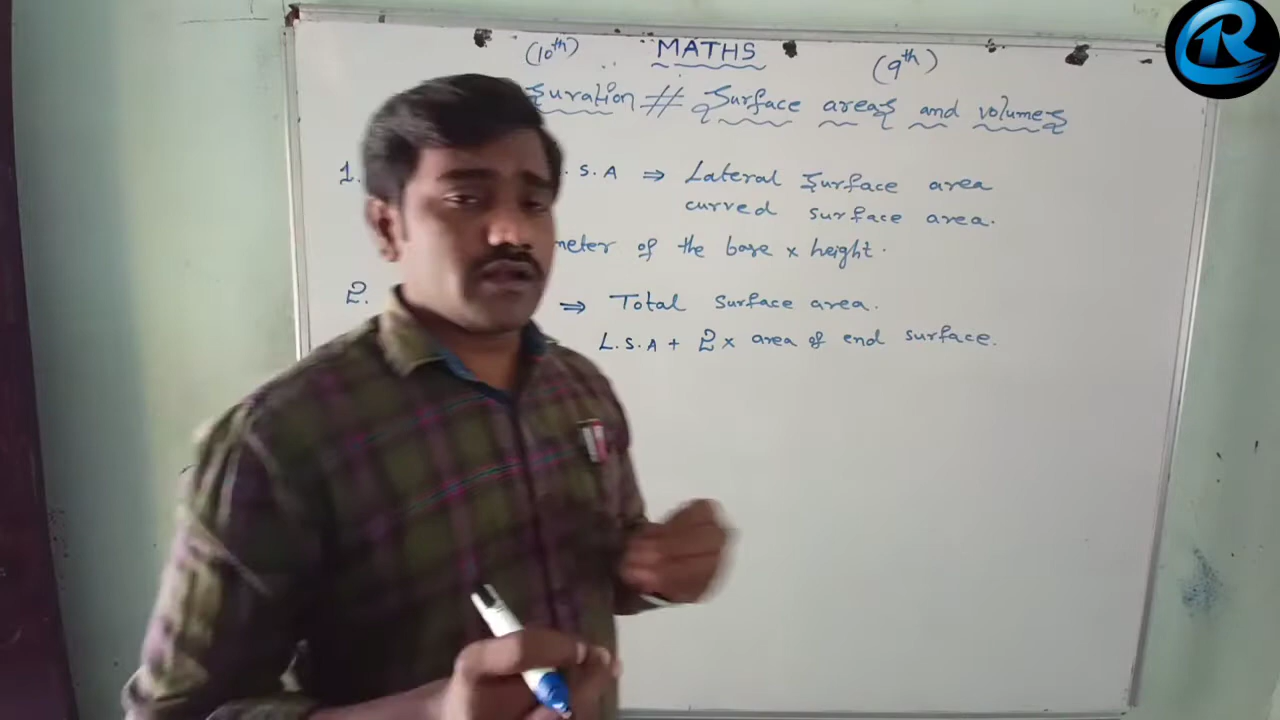 (10th) MATHS (9th)
suration // Surface areas and volumes
1. . S. A ⇒ Lateral Surface area
curved surface area.
meter of the base × height.
2. ⇒ Total surface area.
L.S.A + 2 × area of end surface.
R